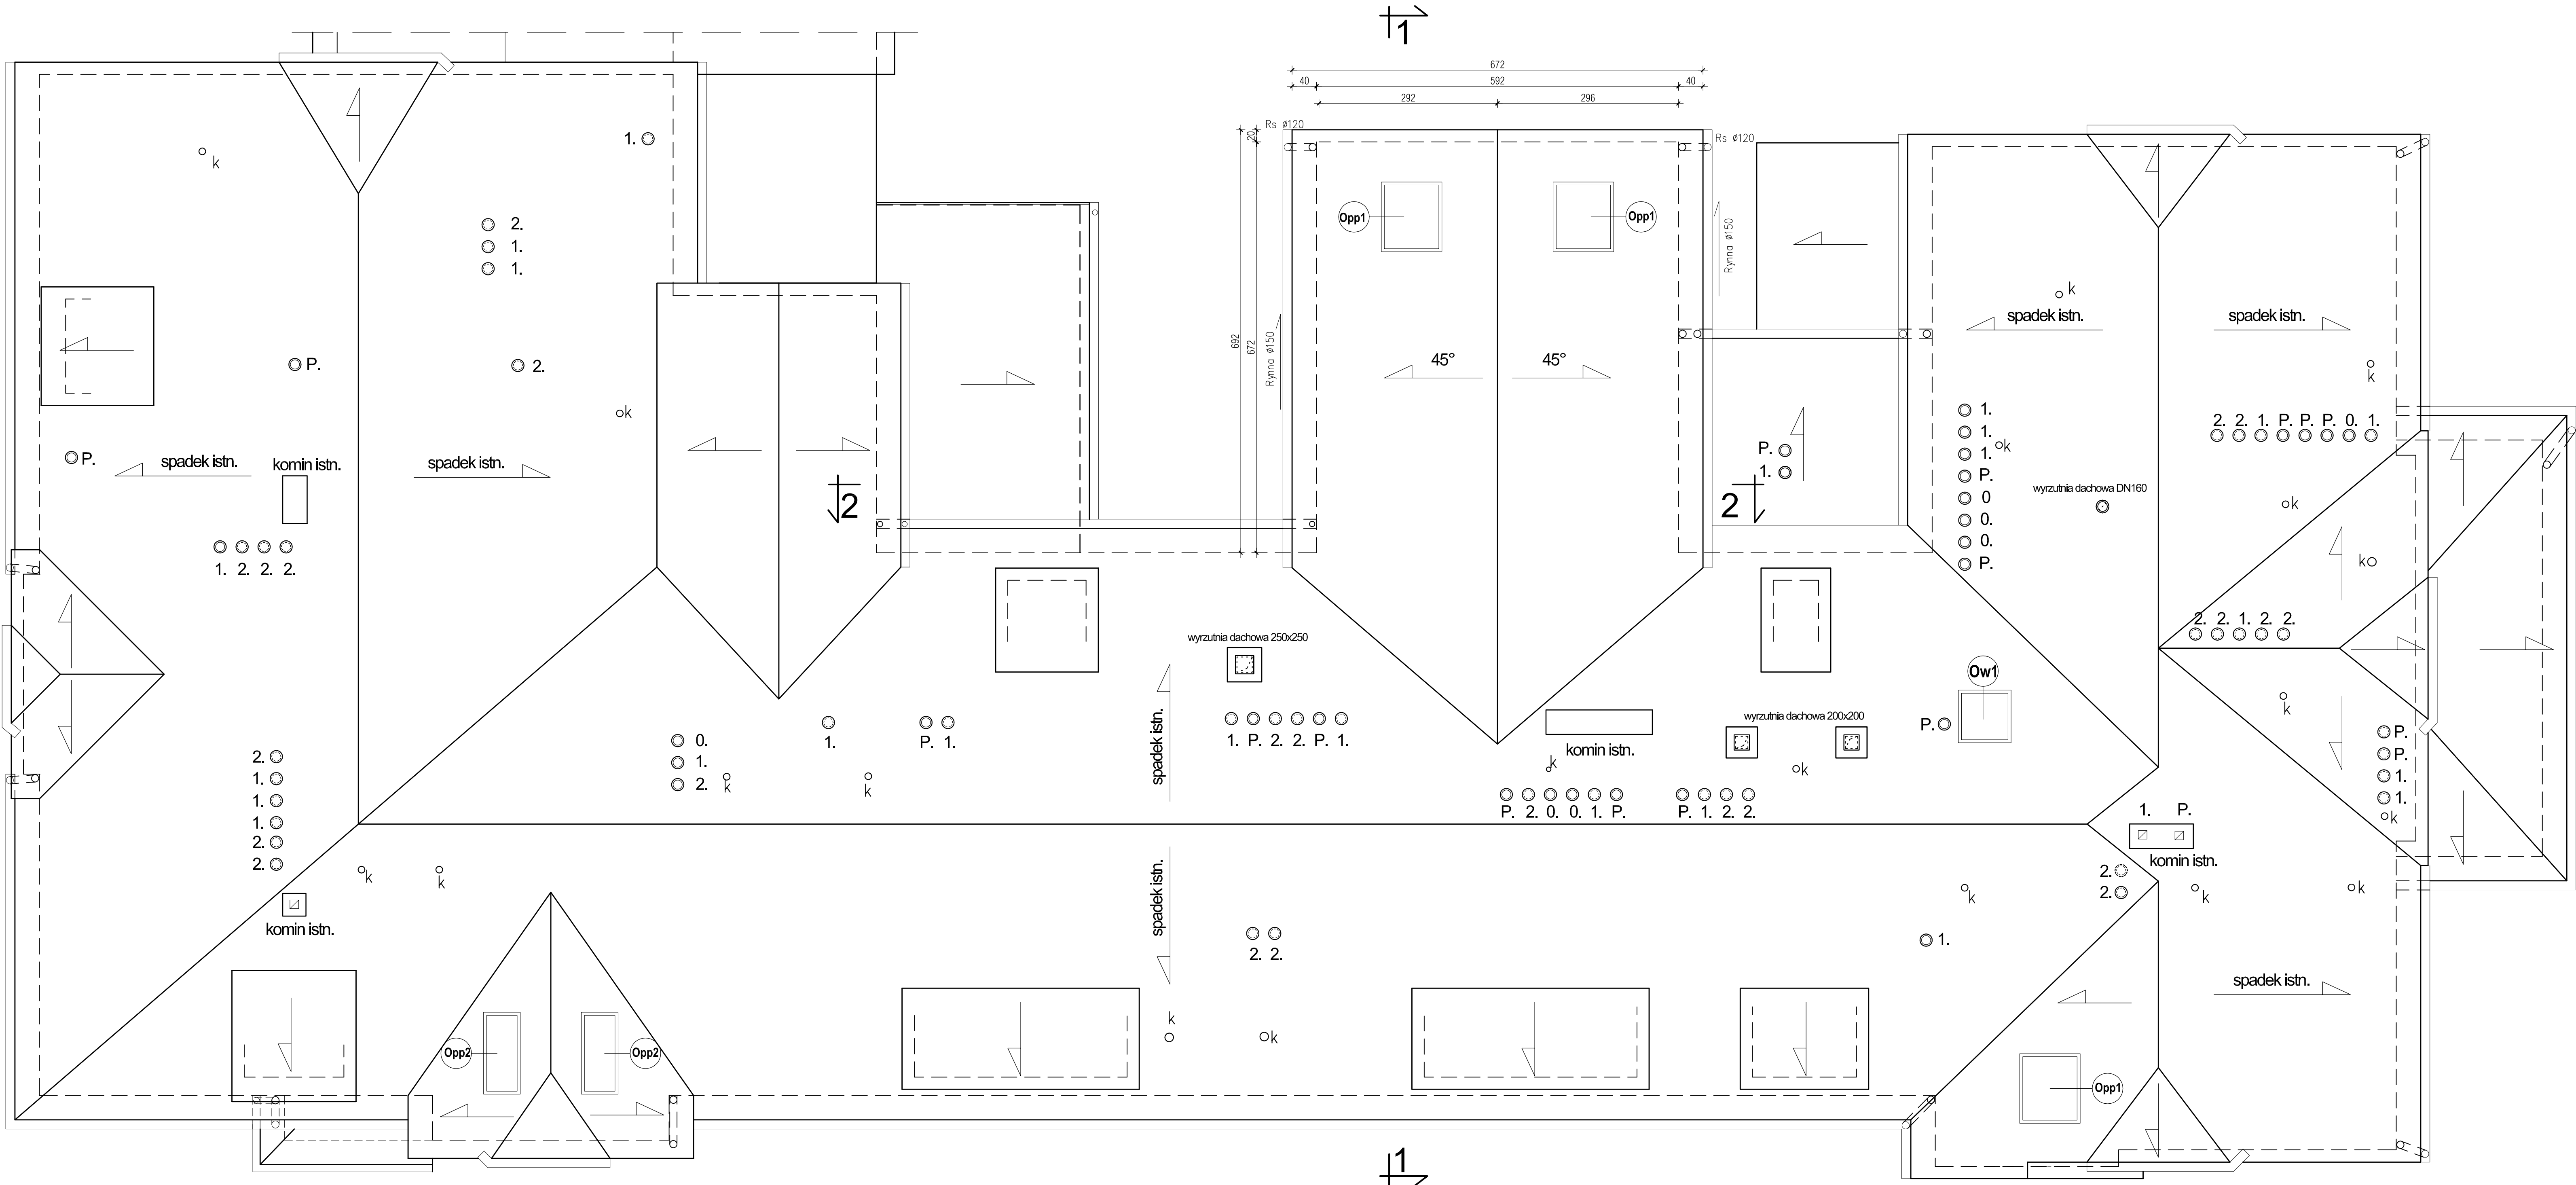 1
672
40 592 40
292 296
Rs ø120
Rs ø120
20
692
672
Rynna ø150
Rynna ø150
Opp1
Opp1
45°
45°
1.
k
2.
1.
1.
P.
2.
k
P.
spadek istn.
komin istn.
spadek istn.
1. 2. 2. 2.
2
2
P.
1.
k
spadek istn.
spadek istn.
k
2. 2. 1. P. P. P. 0. 1.
1.
1.
k
1.
P.
0
0.
0.
P.
wyrzutnia dachowa DN160
k
k
2. 2. 1. 2. 2.
wyrzutnia dachowa 250x250
Ow1
k
spadek istn.
2.
1.
1.
1.
2.
2.
0.
1.
2.
k
k
1.
P. 1.
1. P. 2. 2. P. 1.
komin istn.
k
wyrzutnia dachowa 200x200
k
P.
P.
P.
1.
1.
k
P. 2. 0. 0. 1. P.
P. 1. 2. 2.
1. P.
komin istn.
k
k
komin istn.
spadek istn.
2.
2.
k
k
k
2. 2.
1.
spadek istn.
k
k
Opp2
Opp2
Opp1
1